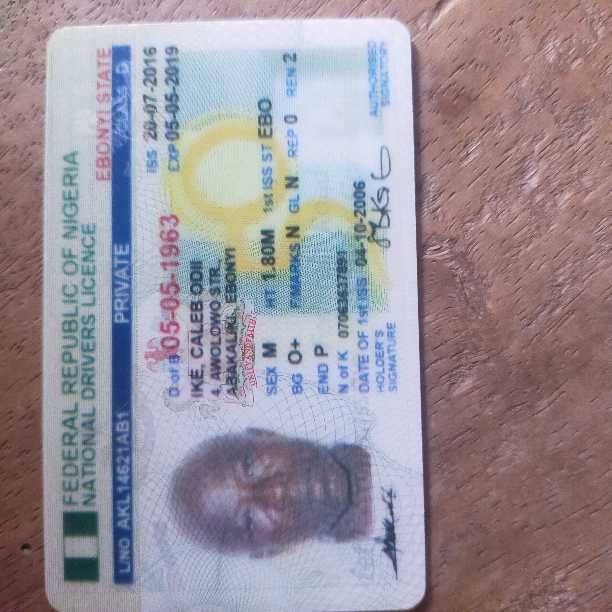 FEDERAL REPUBLIC OF NIGERIA
NATIONAL DRIVERS LICENCE
EBONYI STATE
L/NO AKL14621AB1 PRIVATE CLASS D
ISS 20-07-2016
D of B 05-05-1963 EXP 05-05-2019
IKE, CALEB ODII
4, AWOLOWO STR.,
ABAKALIKI, EBONYI
SEX M HT 1.80M 1st ISS ST EBO
BG O+ F.MARKS N GL N REP 0 REN 2
END P
N of K
DATE OF 1st ISS 04-10-2006
HOLDER'S
SIGNATURE
AUTHORISED
SIGNATORY